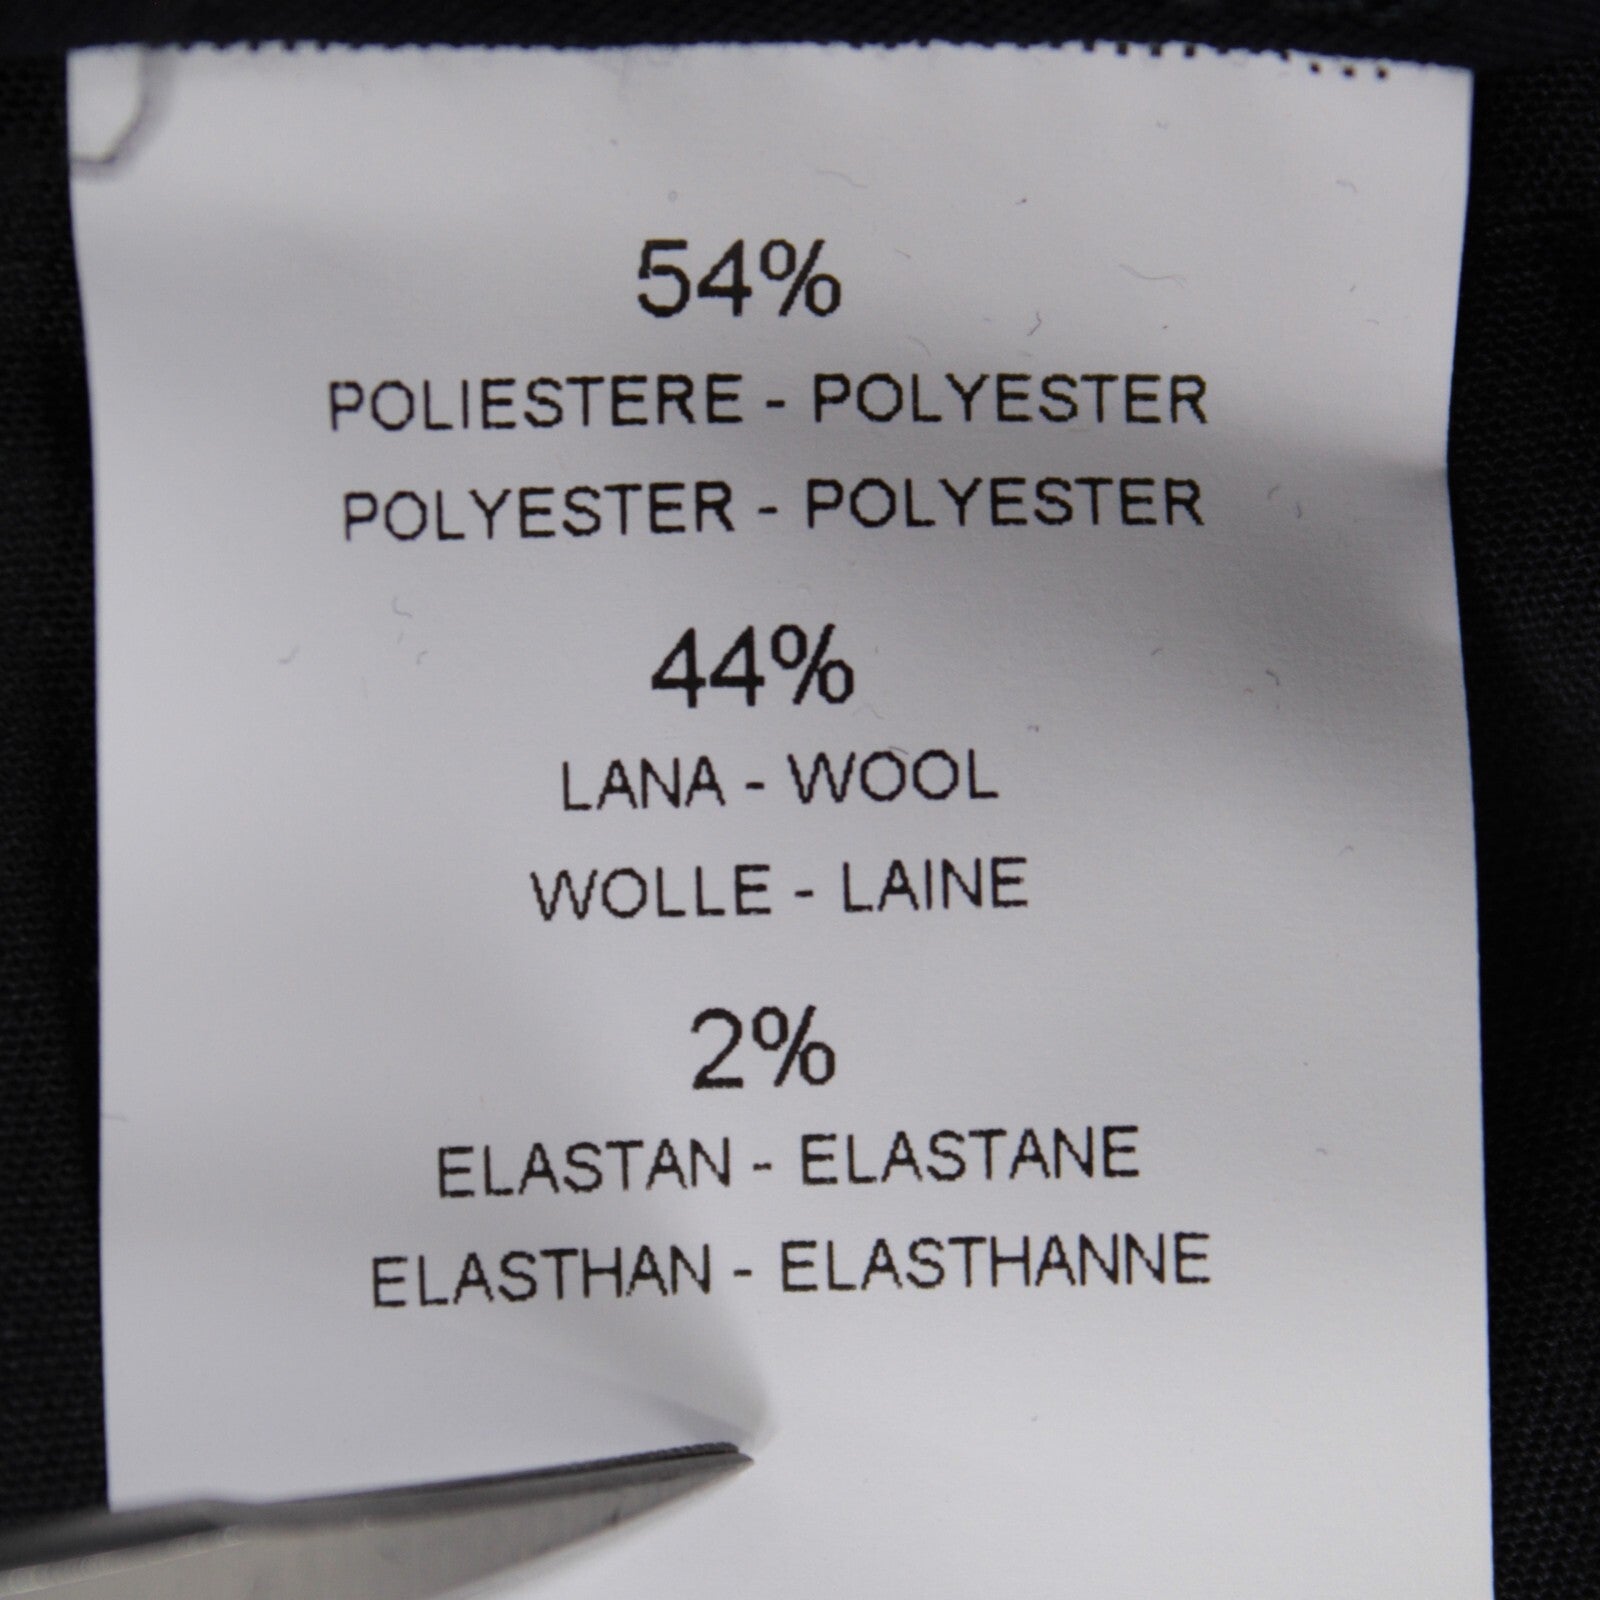 54%
POLIESTERE - POLYESTER
POLYESTER - POLYESTER
44%
LANA - WOOL
WOLLE - LAINE
2%
ELASTAN - ELASTANE
ELASTHAN - ELASTHANNE